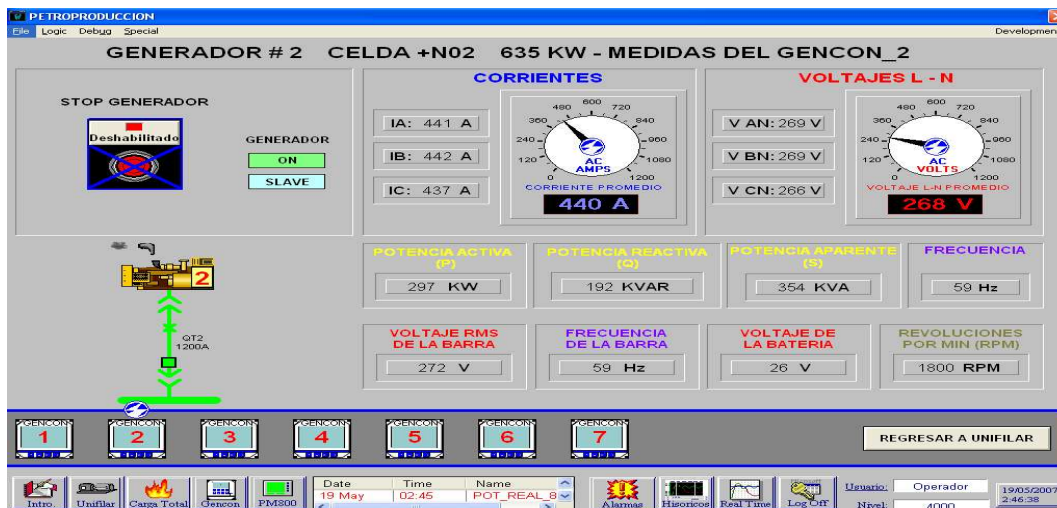 PETROPRODUCCION
File Logic Debug Special Developmen
GENERADOR # 2 CELDA +N02 635 KW - MEDIDAS DEL GENCON_2
STOP GENERADOR
Deshabilitado
GENERADOR
ON
SLAVE
CORRIENTES
IA: 441 A
IB: 442 A
IC: 437 A
0 120 240 360 480 600 720 840 960 1080 1200
AC
AMPS
CORRIENTE PROMEDIO
440 A
VOLTAJES L - N
V AN: 269 V
V BN: 269 V
V CN: 266 V
0 120 240 360 480 600 720 840 960 1080 1200
AC
VOLTS
VOLTAJE L-N PROMEDIO
268 V
2
QT2
1200A
POTENCIA ACTIVA
(P)
297 KW
POTENCIA REACTIVA
(Q)
192 KVAR
POTENCIA APARENTE
(S)
354 KVA
FRECUENCIA
59 Hz
VOLTAJE RMS
DE LA BARRA
272 V
FRECUENCIA
DE LA BARRA
59 Hz
VOLTAJE DE
LA BATERIA
26 V
REVOLUCIONES
POR MIN (RPM)
1800 RPM
GENCON
1
GENCON
2
GENCON
3
GENCON
4
GENCON
5
GENCON
6
GENCON
7
REGRESAR A UNIFILAR
Intro.
Unifilar
Carga Total
Gencon
PM800
Date Time Name
19 May 02:45 POT_REAL_8
Alarmas
Hisoricos
Real Time
Log Off
Usuario: Operador
Nivel: 4000
19/05/2007
2:46:38